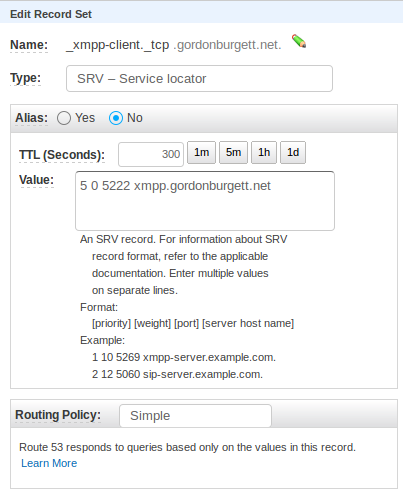 Edit Record Set
Name: _xmpp-client._tcp .gordonburgett.net.
Type: SRV – Service locator
Alias: Yes No
TTL (Seconds): 300 1m 5m 1h 1d
Value: 5 0 5222 xmpp.gordonburgett.net
An SRV record. For information about SRV
record format, refer to the applicable
documentation. Enter multiple values
on separate lines.
Format:
[priority] [weight] [port] [server host name]
Example:
1 10 5269 xmpp-server.example.com.
2 12 5060 sip-server.example.com.
Routing Policy: Simple
Route 53 responds to queries based only on the values in this record.
Learn More